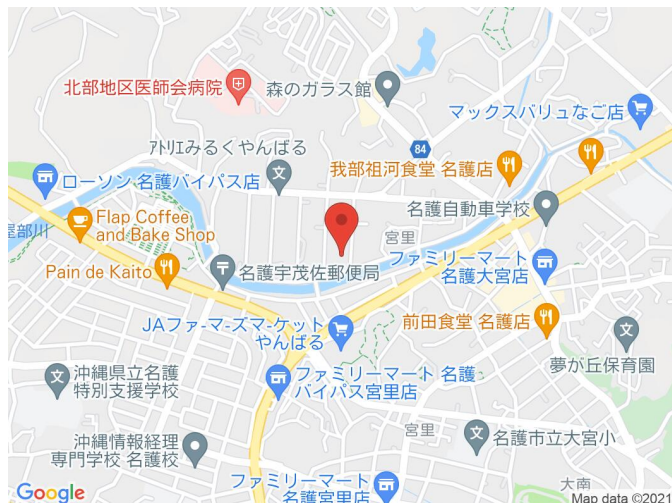 北部地区医師会病院
森のガラス館
マックスバリュなご店
84
ｱﾄﾘｴみるくやんばる
我部祖河食堂 名護店
ローソン 名護バイパス店
名護自動車学校
Flap Coffee
and Bake Shop
宮里
屋部川
ファミリーマート
名護大宮店
Pain de Kaito
名護宇茂佐郵便局
JAファ-マ-ズマ-ケット
やんばる
前田食堂 名護店
夢が丘保育園
沖縄県立名護
特別支援学校
ファミリーマート 名護
バイパス宮里店
宮里
名護市立大宮小
沖縄情報経理
専門学校 名護校
ファミリーマート
名護宮里店
大南
Google
Map data ©2021